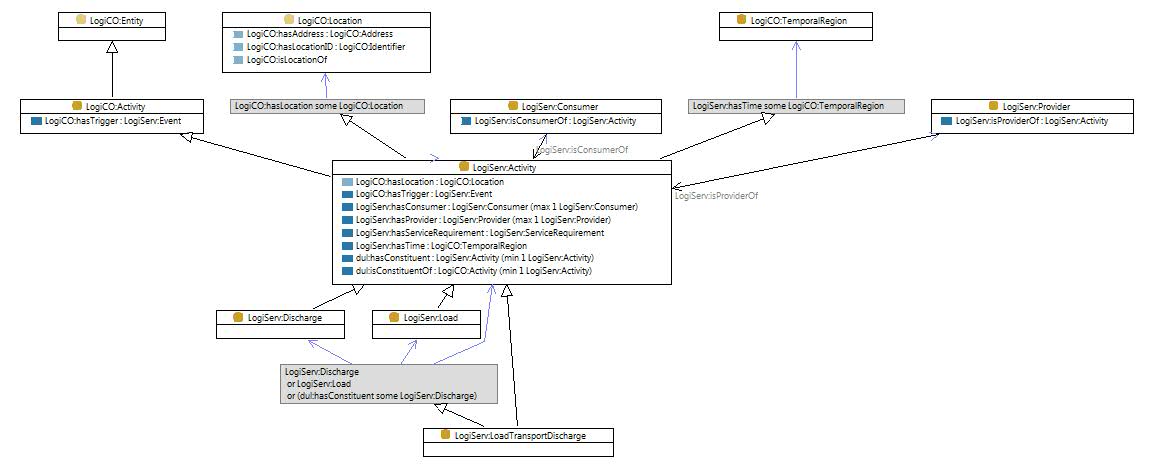 LogiCO:Entity
LogiCO:Location
LogiCO:hasAddress : LogiCO:Address
LogiCO:hasLocationID : LogiCO:Identifier
LogiCO:isLocationOf
LogiCO:TemporalRegion
LogiCO:Activity
LogiCO:hasTrigger : LogiServ:Event
LogiCO:hasLocation some LogiCO:Location
LogiServ:Consumer
LogiServ:isConsumerOf : LogiServ:Activity
LogiServ:hasTime some LogiCO:TemporalRegion
LogiServ:Provider
LogiServ:isProviderOf : LogiServ:Activity
LogiServ:isConsumerOf
LogiServ:Activity
LogiCO:hasLocation : LogiCO:Location
LogiCO:hasTrigger : LogiServ:Event
LogiServ:hasConsumer : LogiServ:Consumer (max 1 LogiServ:Consumer)
LogiServ:hasProvider : LogiServ:Provider (max 1 LogiServ:Provider)
LogiServ:hasServiceRequirement : LogiServ:ServiceRequirement
LogiServ:hasTime : LogiCO:TemporalRegion
dul:hasConstituent : LogiServ:Activity (min 1 LogiServ:Activity)
dul:isConstituentOf : LogiCO:Activity (min 1 LogiServ:Activity)
LogiServ:isProviderOf
LogiServ:Discharge
LogiServ:Load
LogiServ:Discharge
or LogiServ:Load
or (dul:hasConstituent some LogiServ:Discharge)
LogiServ:LoadTransportDischarge